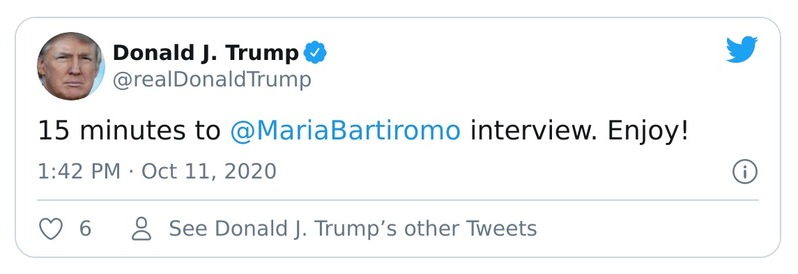 Donald J. Trump
@realDonaldTrump
15 minutes to @MariaBartiromo interview. Enjoy!
1:42 PM · Oct 11, 2020
6
See Donald J. Trump’s other Tweets